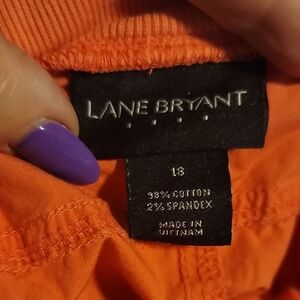 LANE BRYANT
18
98% COTTON
2% SPANDEX
MADE IN
VIETNAM